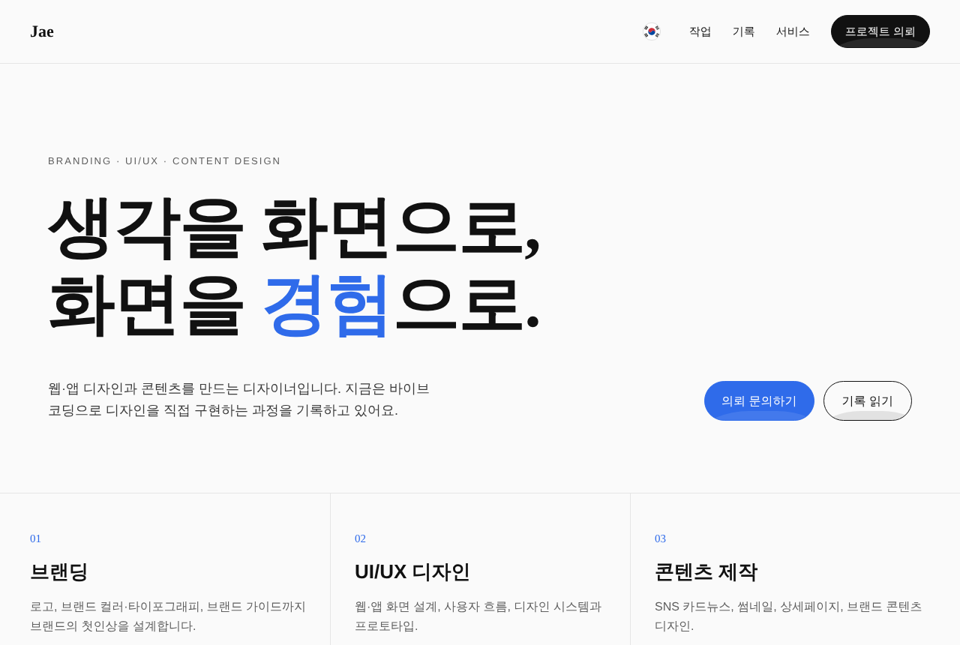 Jae
작업
기록
서비스
프로젝트 의뢰
BRANDING · UI/UX · CONTENT DESIGN
생각을 화면으로,
화면을 경험으로.
웹·앱 디자인과 콘텐츠를 만드는 디자이너입니다. 지금은 바이브
코딩으로 디자인을 직접 구현하는 과정을 기록하고 있어요.
의뢰 문의하기
기록 읽기
01
브랜딩
로고, 브랜드 컬러·타이포그래피, 브랜드 가이드까지
브랜드의 첫인상을 설계합니다.
02
UI/UX 디자인
웹·앱 화면 설계, 사용자 흐름, 디자인 시스템과
프로토타입.
03
콘텐츠 제작
SNS 카드뉴스, 썸네일, 상세페이지, 브랜드 콘텐츠
디자인.